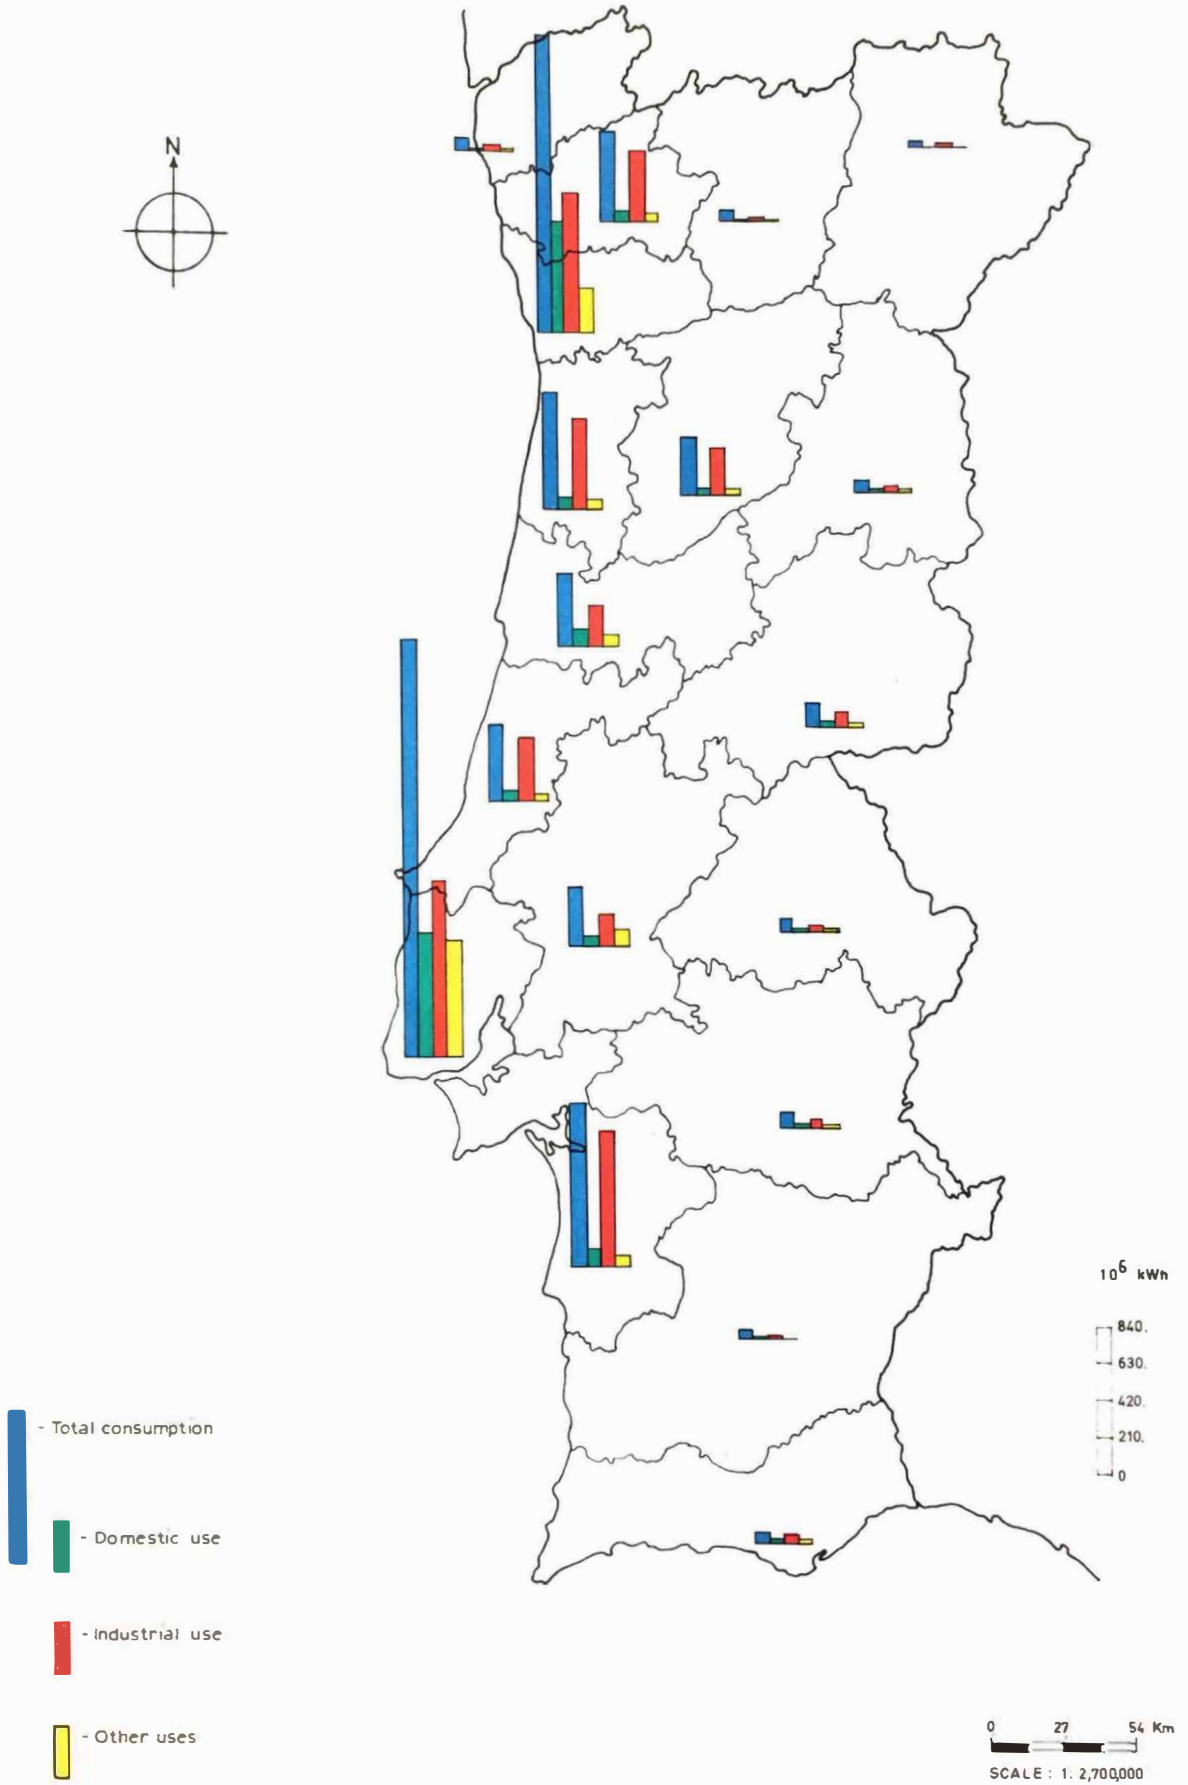 N
10⁶ kWh
840.
630.
420.
210.
0
- Total consumption
- Domestic use
- Industrial use
- Other uses
0 27 54 Km
SCALE : 1: 2,700,000